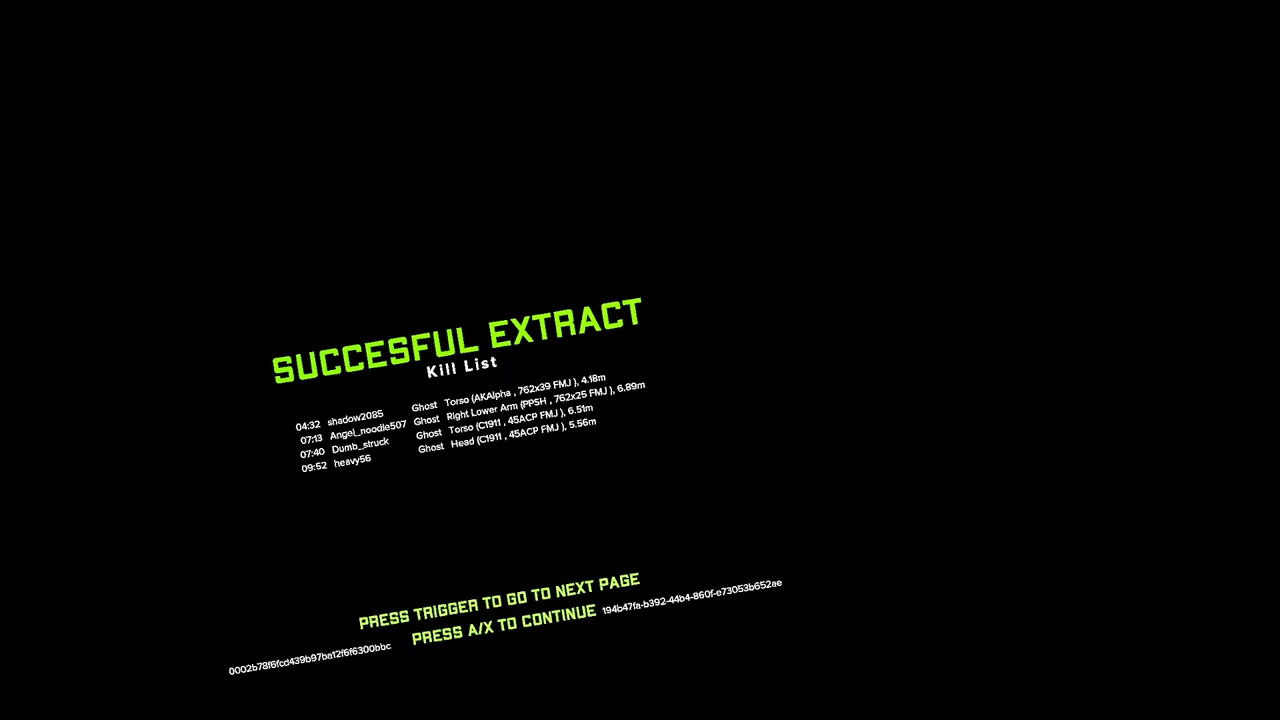 SUCCESFUL EXTRACT
Kill List
04:32 shadow2085 Ghost Torso (AKAlpha , 762x39 FMJ ), 4.18m
07:13 Angel_noodle507 Ghost Right Lower Arm (PPSH , 762x25 FMJ ), 6.89m
07:40 Dumb_struck Ghost Torso (C1911 , 45ACP FMJ ), 6.51m
09:52 heavy56 Ghost Head (C1911 , 45ACP FMJ ), 5.56m
PRESS TRIGGER TO GO TO NEXT PAGE
PRESS A/X TO CONTINUE
194b47fa-b392-44b4-860f-e73053b652ae
0002b78f6fcd439b97ba12f6f6300bbc